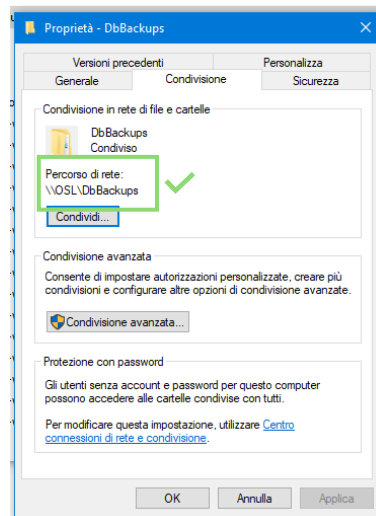 Proprietà - DbBackups
Versioni precedenti
Personalizza
Generale
Condivisione
Sicurezza
Condivisione in rete di file e cartelle
DbBackups
Condiviso
Percorso di rete:
\\OSL\DbBackups
Condividi...
Condivisione avanzata
Consente di impostare autorizzazioni personalizzate, creare più
condivisioni e configurare altre opzioni di condivisione avanzate.
Condivisione avanzata...
Protezione con password
Gli utenti senza account e password per questo computer
possono accedere alle cartelle condivise con tutti.
Per modificare questa impostazione, utilizzare Centro
connessioni di rete e condivisione.
OK
Annulla
Applica